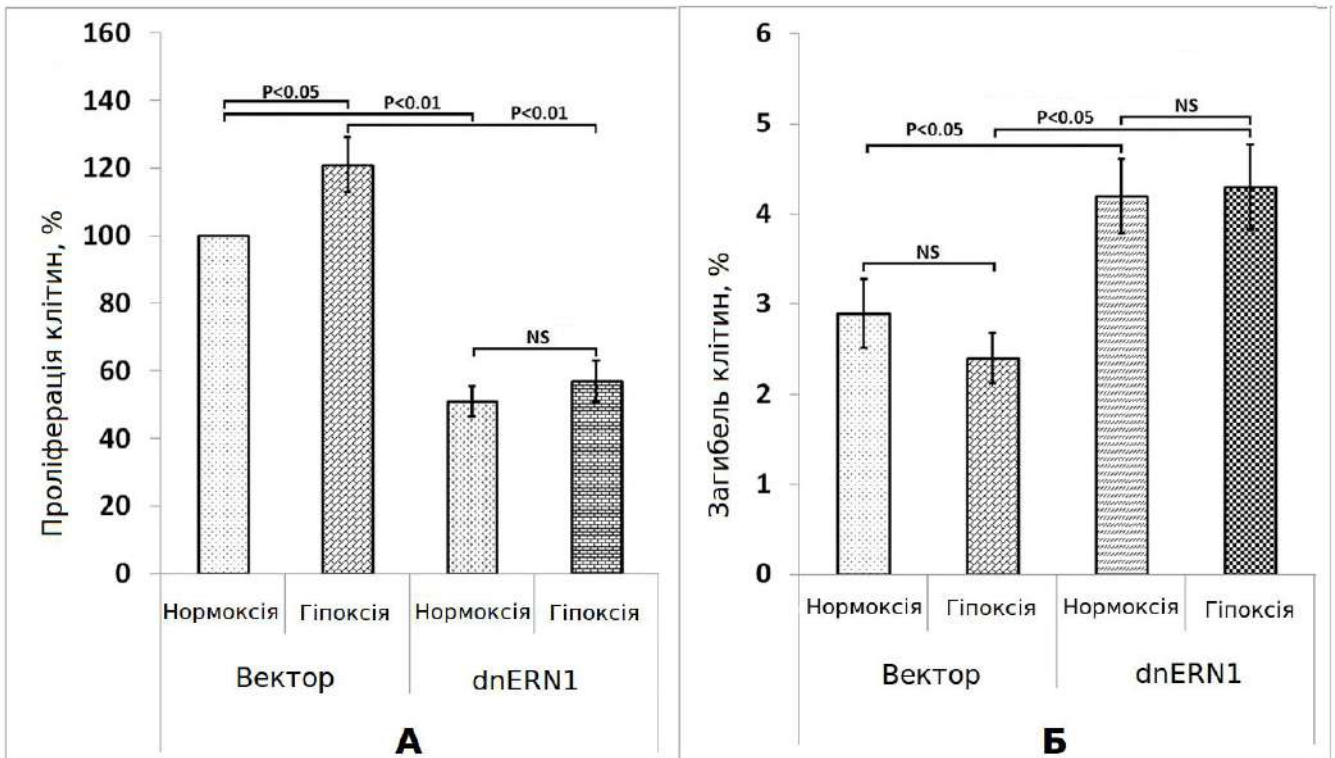 Проліферація клітин, %
160
140
120
100
80
60
40
20
0
P<0.05
P<0.01
P<0.01
NS
Нормоксія Гіпоксія Нормоксія Гіпоксія
Вектор dnERN1
А
Загибель клітин, %
6
5
4
3
2
1
0
NS
P<0.05
P<0.05
NS
Нормоксія Гіпоксія Нормоксія Гіпоксія
Вектор dnERN1
Б